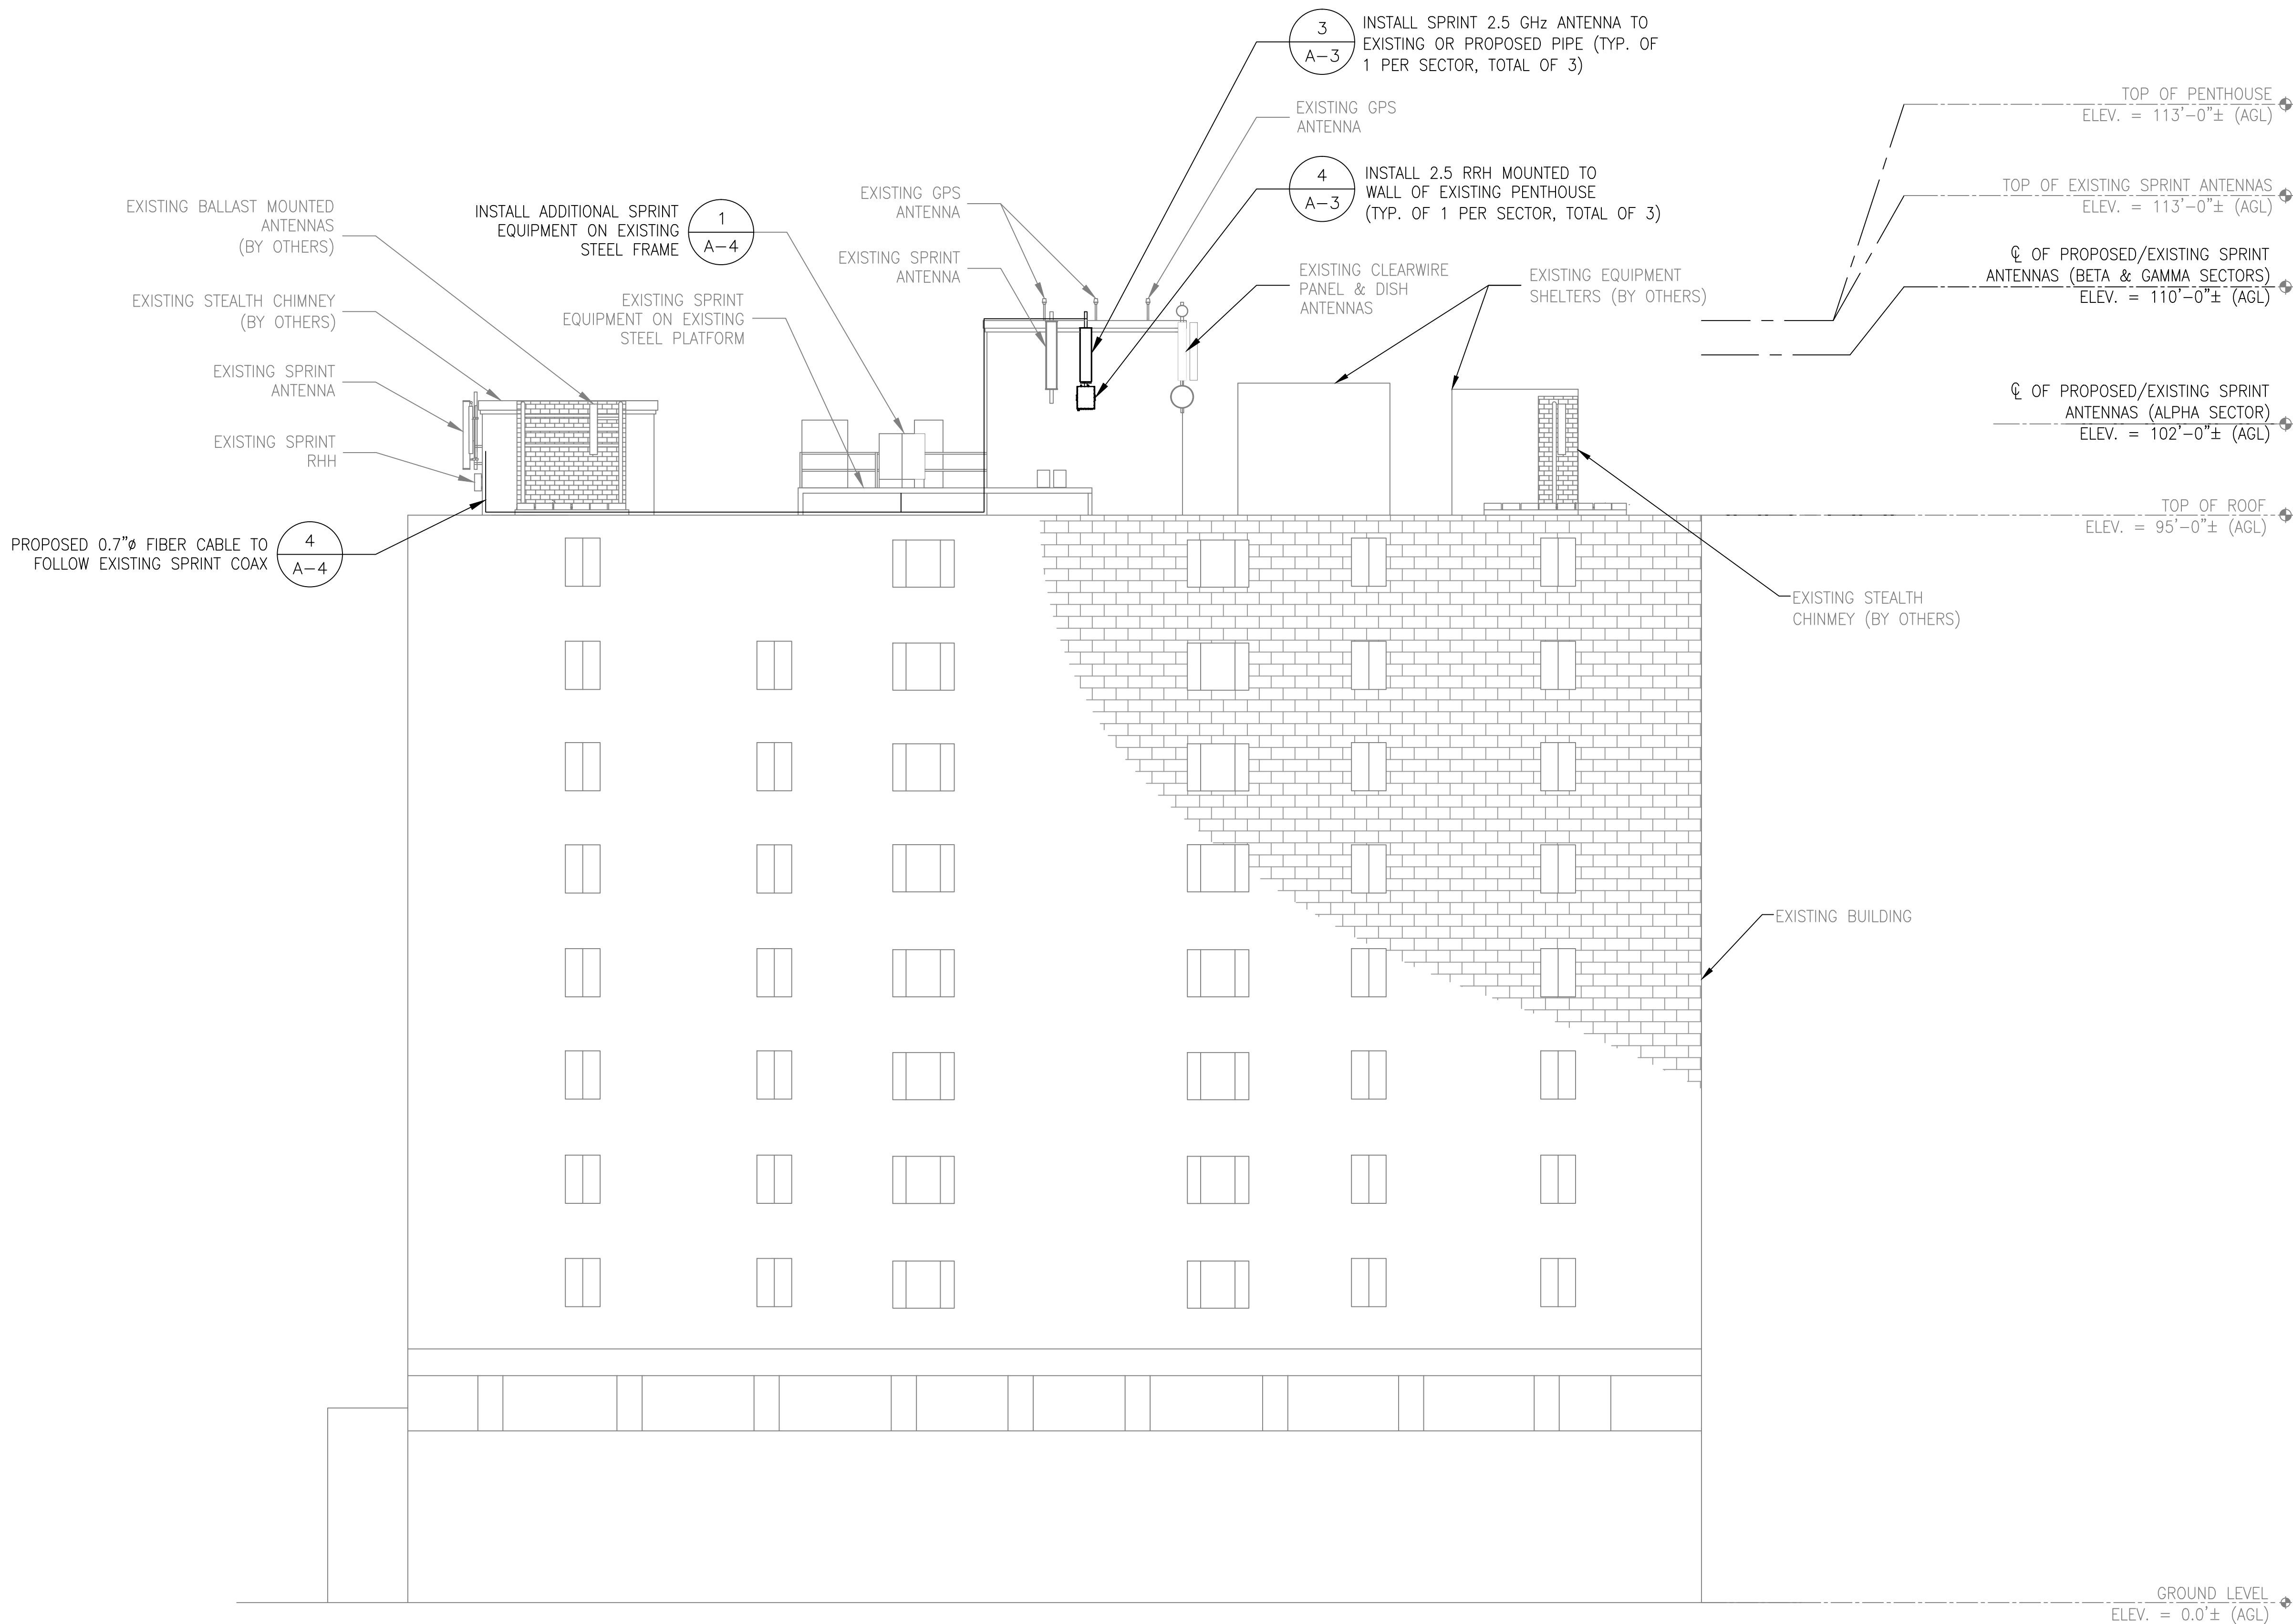 3
A-3
INSTALL SPRINT 2.5 GHz ANTENNA TO
EXISTING OR PROPOSED PIPE (TYP. OF
1 PER SECTOR, TOTAL OF 3)
EXISTING GPS
ANTENNA
4
A-3
INSTALL 2.5 RRH MOUNTED TO
WALL OF EXISTING PENTHOUSE
(TYP. OF 1 PER SECTOR, TOTAL OF 3)
EXISTING GPS
ANTENNA
EXISTING SPRINT
ANTENNA
INSTALL ADDITIONAL SPRINT
EQUIPMENT ON EXISTING
STEEL FRAME
1
A-4
EXISTING SPRINT
EQUIPMENT ON EXISTING
STEEL PLATFORM
EXISTING BALLAST MOUNTED
ANTENNAS
(BY OTHERS)
EXISTING STEALTH CHIMNEY
(BY OTHERS)
EXISTING SPRINT
ANTENNA
EXISTING SPRINT
RHH
PROPOSED 0.7"ø FIBER CABLE TO
FOLLOW EXISTING SPRINT COAX
4
A-4
EXISTING CLEARWIRE
PANEL & DISH
ANTENNAS
EXISTING EQUIPMENT
SHELTERS (BY OTHERS)
TOP OF PENTHOUSE
ELEV. = 113'-0"± (AGL)
TOP OF EXISTING SPRINT ANTENNAS
ELEV. = 113'-0"± (AGL)
℄ OF PROPOSED/EXISTING SPRINT
ANTENNAS (BETA & GAMMA SECTORS)
ELEV. = 110'-0"± (AGL)
℄ OF PROPOSED/EXISTING SPRINT
ANTENNAS (ALPHA SECTOR)
ELEV. = 102'-0"± (AGL)
TOP OF ROOF
ELEV. = 95'-0"± (AGL)
EXISTING STEALTH
CHINMEY (BY OTHERS)
EXISTING BUILDING
GROUND LEVEL
ELEV. = 0.0'± (AGL)